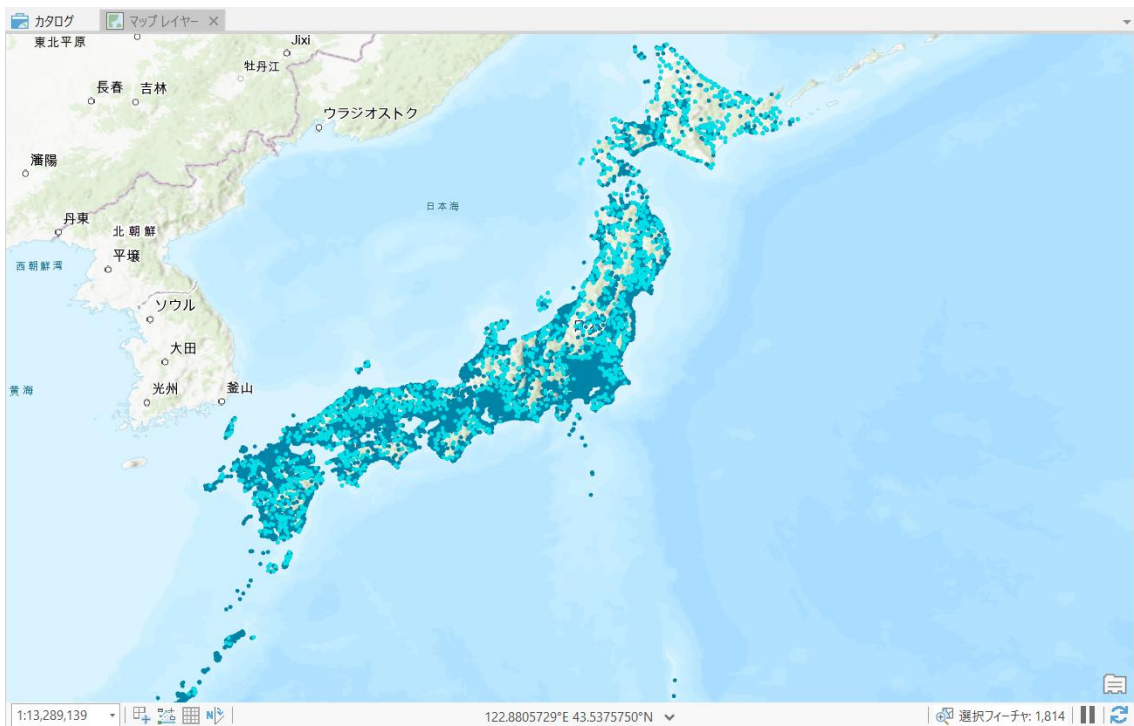 カタログ
マップ レイヤー
東北平原
Jixi
牡丹江
長春
吉林
ウラジオストク
瀋陽
日本海
丹東
北朝鮮
西朝鮮湾
平壌
ソウル
大田
黄海
光州
釜山
1:13,289,139
N
122.8805729°E 43.5375750°N
選択フィーチャ: 1,814